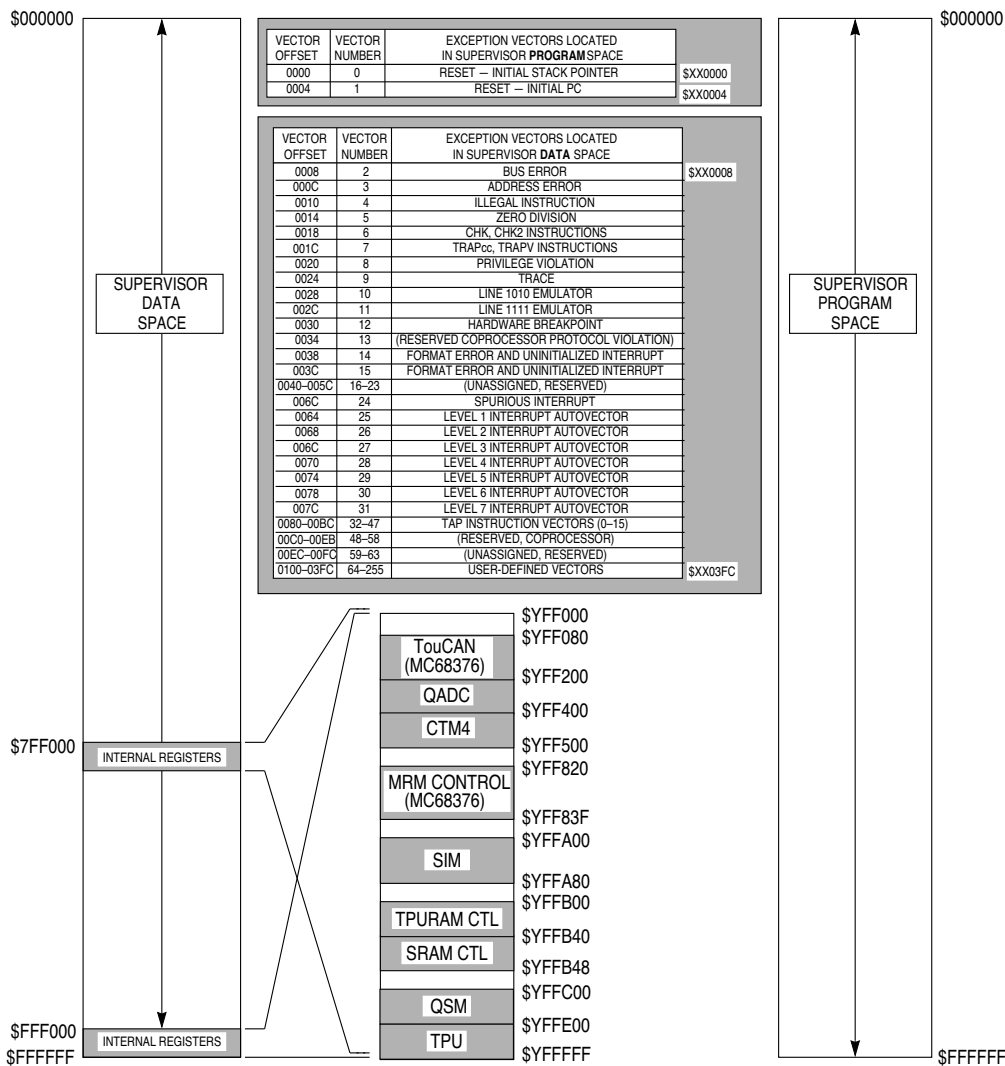 $000000
$000000
VECTOR OFFSET VECTOR NUMBER EXCEPTION VECTORS LOCATED IN SUPERVISOR PROGRAM SPACE
0000 0 RESET — INITIAL STACK POINTER $XX0000
0004 1 RESET — INITIAL PC $XX0004
VECTOR OFFSET VECTOR NUMBER EXCEPTION VECTORS LOCATED IN SUPERVISOR DATA SPACE
0008 2 BUS ERROR $XX0008
000C 3 ADDRESS ERROR
0010 4 ILLEGAL INSTRUCTION
0014 5 ZERO DIVISION
0018 6 CHK, CHK2 INSTRUCTIONS
001C 7 TRAPcc, TRAPV INSTRUCTIONS
0020 8 PRIVILEGE VIOLATION
0024 9 TRACE
0028 10 LINE 1010 EMULATOR
002C 11 LINE 1111 EMULATOR
0030 12 HARDWARE BREAKPOINT
0034 13 (RESERVED COPROCESSOR PROTOCOL VIOLATION)
0038 14 FORMAT ERROR AND UNINITIALIZED INTERRUPT
003C 15 FORMAT ERROR AND UNINITIALIZED INTERRUPT
0040–005C 16–23 (UNASSIGNED, RESERVED)
006C 24 SPURIOUS INTERRUPT
0064 25 LEVEL 1 INTERRUPT AUTOVECTOR
0068 26 LEVEL 2 INTERRUPT AUTOVECTOR
006C 27 LEVEL 3 INTERRUPT AUTOVECTOR
0070 28 LEVEL 4 INTERRUPT AUTOVECTOR
0074 29 LEVEL 5 INTERRUPT AUTOVECTOR
0078 30 LEVEL 6 INTERRUPT AUTOVECTOR
007C 31 LEVEL 7 INTERRUPT AUTOVECTOR
0080–00BC 32–47 TAP INSTRUCTION VECTORS (0–15)
00C0–00EB 48–58 (RESERVED, COPROCESSOR)
00EC–00FC 59–63 (UNASSIGNED, RESERVED)
0100–03FC 64–255 USER-DEFINED VECTORS $XX03FC
SUPERVISOR
DATA
SPACE
SUPERVISOR
PROGRAM
SPACE
$YFF000
$YFF080
TouCAN
(MC68376)
$YFF200
QADC
$YFF400
CTM4
$YFF500
$7FF000
INTERNAL REGISTERS
$YFF820
MRM CONTROL
(MC68376)
$YFF83F
$YFFA00
SIM
$YFFA80
$YFFB00
TPURAM CTL
$YFFB40
SRAM CTL
$YFFB48
$YFFC00
QSM
$YFFE00
TPU
$YFFFFF
$FFF000
INTERNAL REGISTERS
$FFFFFF
$FFFFFF